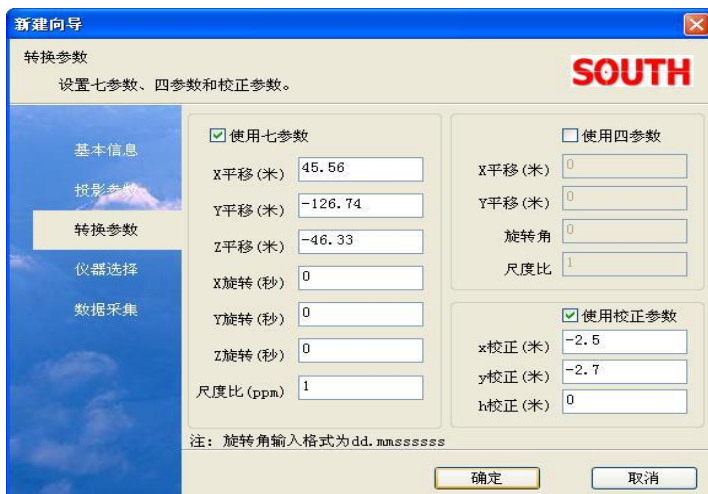 新建向导
转换参数
设置七参数、四参数和校正参数。
SOUTH
基本信息
投影参数
转换参数
仪器选择
数据采集
使用七参数
X平移(米) 45.56
Y平移(米) -126.74
Z平移(米) -46.33
X旋转(秒) 0
Y旋转(秒) 0
Z旋转(秒) 0
尺度比(ppm) 1
使用四参数
X平移(米) 0
Y平移(米) 0
旋转角 0
尺度比 1
使用校正参数
x校正(米) -2.5
y校正(米) -2.7
h校正(米) 0
注: 旋转角输入格式为dd.mmssssss
确定
取消